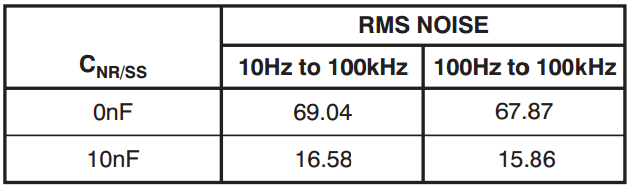 RMS NOISE
CNR/SS
10Hz to 100kHz 100Hz to 100kHz
0nF 69.04 67.87
10nF 16.58 15.86